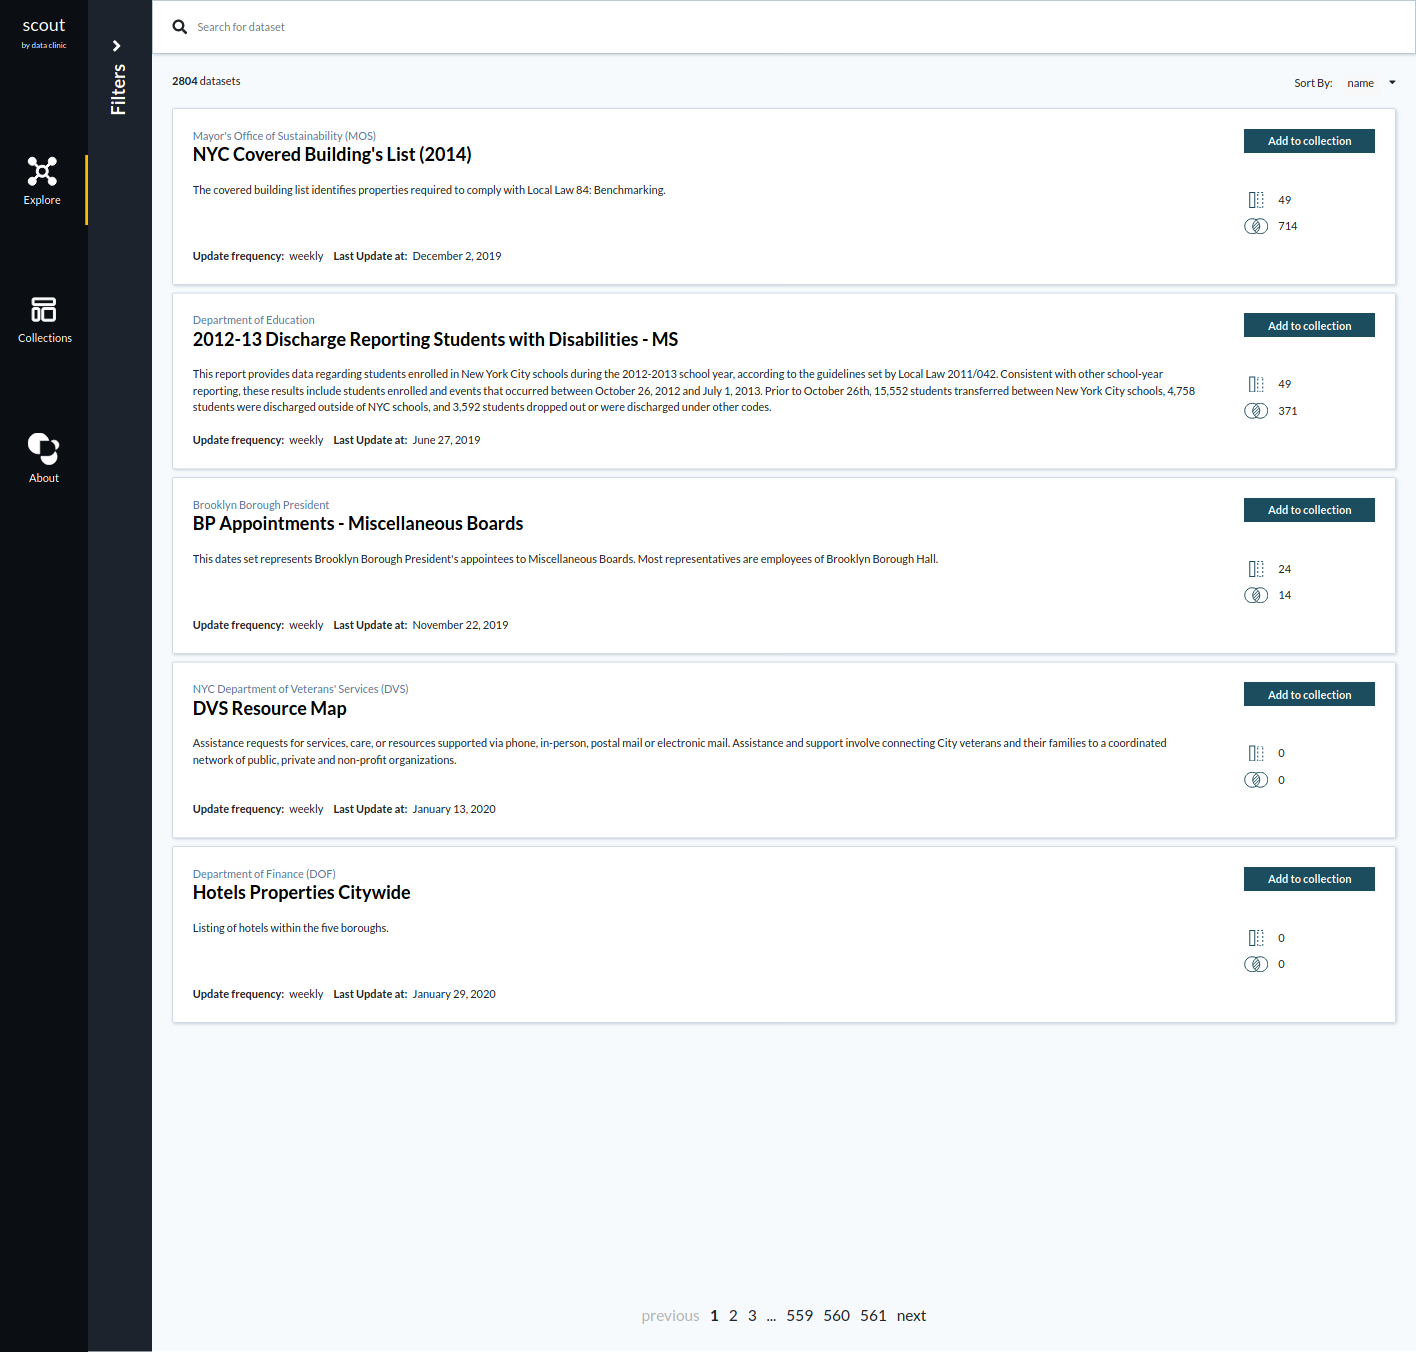 scout
by data clinic
Explore
Collections
About
Filters
Search for dataset
2804 datasets
Sort By: name
Mayor's Office of Sustainability (MOS)
NYC Covered Building's List (2014)
The covered building list identifies properties required to comply with Local Law 84: Benchmarking.
Update frequency: weekly Last Update at: December 2, 2019
Add to collection
49
714
Department of Education
2012-13 Discharge Reporting Students with Disabilities - MS
This report provides data regarding students enrolled in New York City schools during the 2012-2013 school year, according to the guidelines set by Local Law 2011/042. Consistent with other school-year
reporting, these results include students enrolled and events that occurred between October 26, 2012 and July 1, 2013. Prior to October 26th, 15,552 students transferred between New York City schools, 4,758
students were discharged outside of NYC schools, and 3,592 students dropped out or were discharged under other codes.
Update frequency: weekly Last Update at: June 27, 2019
Add to collection
49
371
Brooklyn Borough President
BP Appointments - Miscellaneous Boards
This dates set represents Brooklyn Borough President's appointees to Miscellaneous Boards. Most representatives are employees of Brooklyn Borough Hall.
Update frequency: weekly Last Update at: November 22, 2019
Add to collection
24
14
NYC Department of Veterans' Services (DVS)
DVS Resource Map
Assistance requests for services, care, or resources supported via phone, in-person, postal mail or electronic mail. Assistance and support involve connecting City veterans and their families to a coordinated
network of public, private and non-profit organizations.
Update frequency: weekly Last Update at: January 13, 2020
Add to collection
0
0
Department of Finance (DOF)
Hotels Properties Citywide
Listing of hotels within the five boroughs.
Update frequency: weekly Last Update at: January 29, 2020
Add to collection
0
0
previous 1 2 3 ... 559 560 561 next